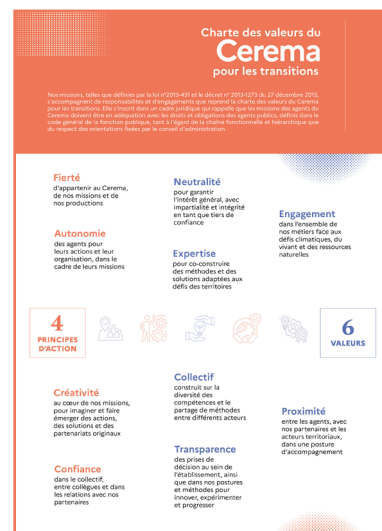 Charte des valeurs du
Cerema
pour les transitions
Nos missions, telles que définies par la loi n°2013-431 et le décret n° 2013-1273 du 27 décembre 2013,
s'accompagnent de responsabilités et d'engagements que reprend la charte des valeurs du Cerema
pour les transitions. Elle s'inscrit dans un cadre juridique qui rappelle que les missions des agents du
Cerema doivent être en adéquation avec les droits et obligations des agents publics, définis dans le
code général de la fonction publique, tant à l'égard de la chaîne fonctionnelle et hiérarchique que
du respect des orientations fixées par le conseil d'administration
Fierté
d'appartenir au Cerema,
de nos missions et de
nos productions
Autonomie
des agents pour
leurs actions et leur
organisation, dans le
cadre de leurs missions
Neutralité
pour garantir
l'intérêt général, avec
impartialité et intégrité
en tant que tiers de
confiance
Expertise
pour co-construire
des méthodes et des
solutions adaptées aux
défis des territoires
Engagement
dans l'ensemble de
nos métiers face aux
défis climatiques, du
vivant et des ressources
naturelles
4
PRINCIPES
D'ACTION
6
VALEURS
Créativité
au cœur de nos missions,
pour imaginer et faire
émerger des actions,
des solutions et des
partenariats originaux
Confiance
dans le collectif,
entre collègues et dans
les relations avec nos
partenaires
Collectif
construit sur la
diversité des
compétences et le
partage de méthodes
entre différents acteurs
Transparence
des prises de
décision au sein de
l'établissement, ainsi
que dans nos postures
et méthodes pour
innover, expérimenter
et progresser
Proximité
entre les agents, avec
nos partenaires et les
acteurs territoriaux,
dans une posture
d'accompagnement